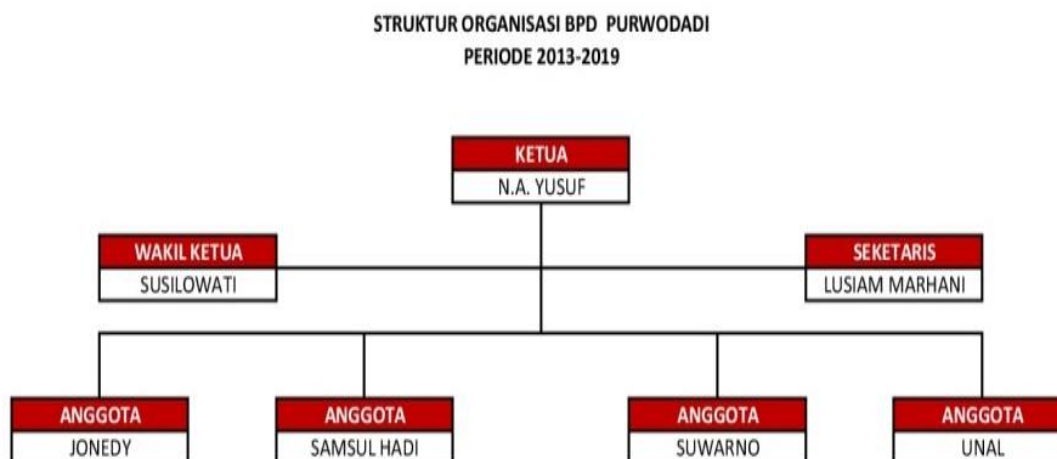 STRUKTUR ORGANISASI BPD PURWODADI
PERIODE 2013-2019
KETUA
N.A. YUSUF
WAKIL KETUA
SUSILOWATI
SEKETARIS
LUSIAM MARHANI
ANGGOTA
JONEDY
ANGGOTA
SAMSUL HADI
ANGGOTA
SUWARNO
ANGGOTA
UNAL